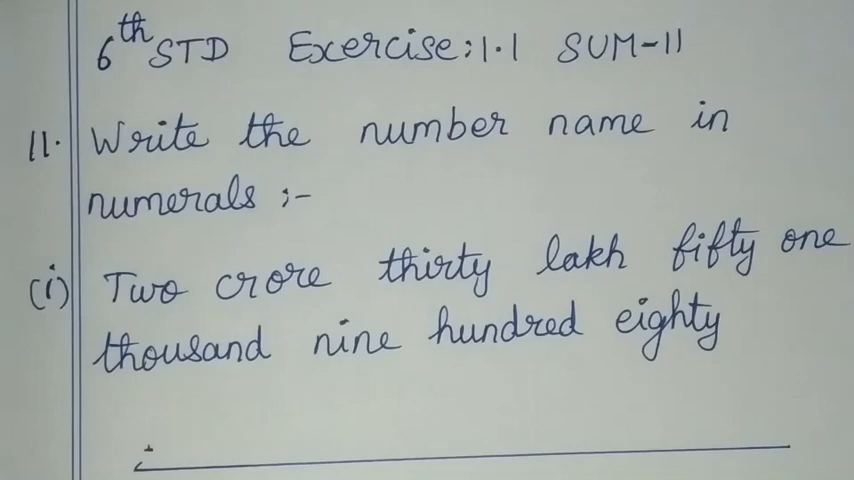 6th STD Exercise:1.1 SUM-11
11. Write the number name in
numerals :-
(i) Two crore thirty lakh fifty one
thousand nine hundred eighty